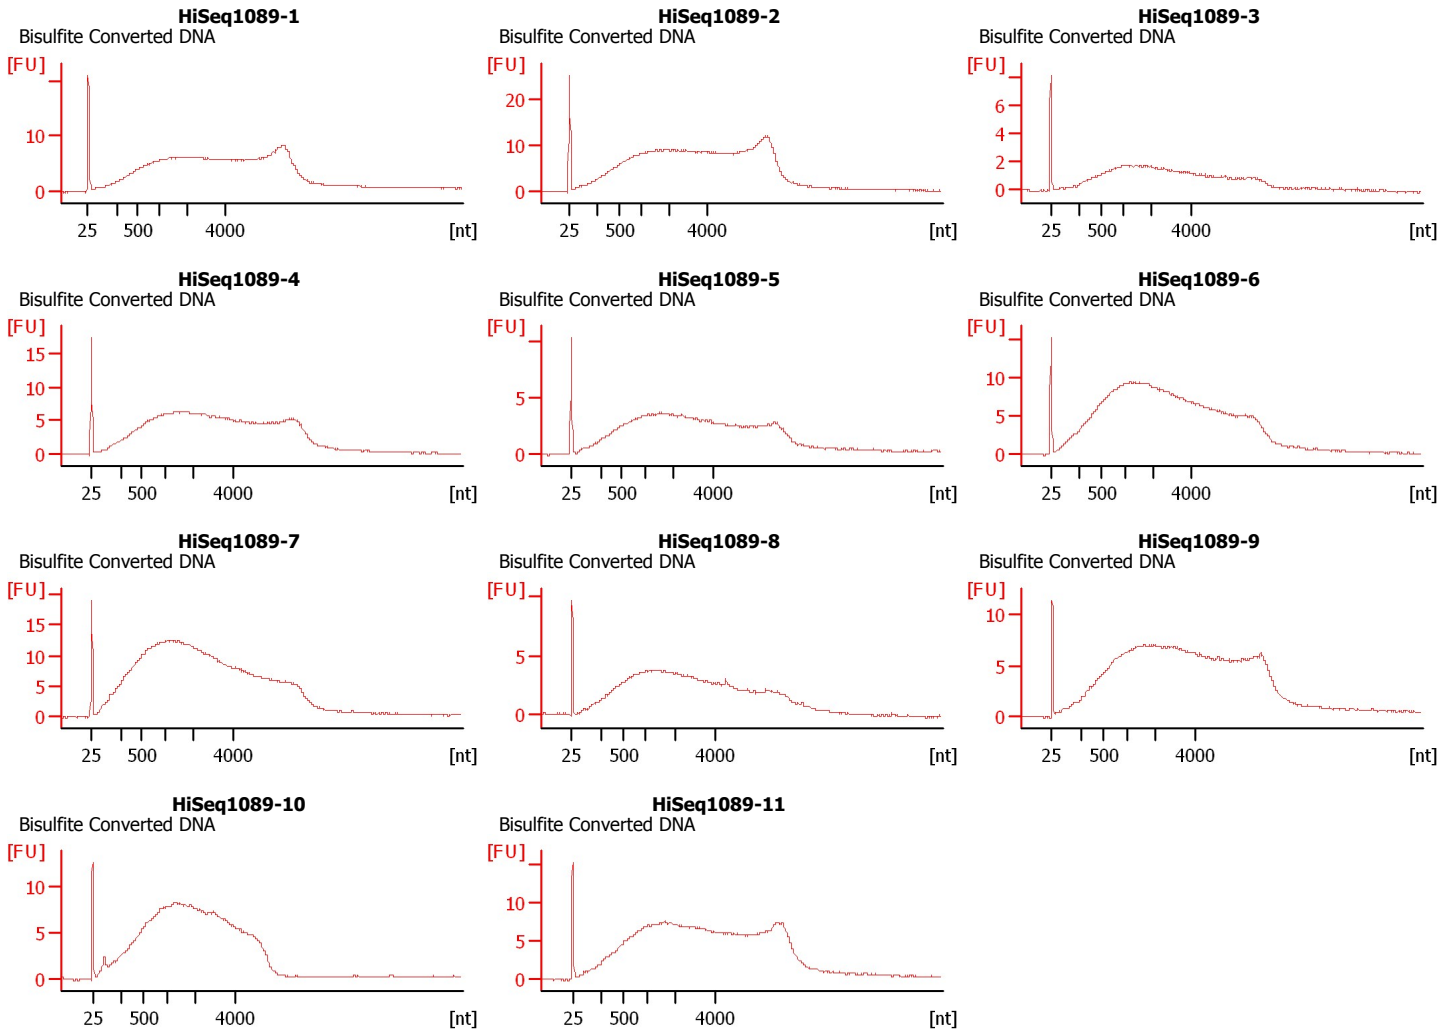 HiSeq1089-1
Bisulfite Converted DNA
[FU]
10
0
25 500 4000 [nt]
HiSeq1089-2
Bisulfite Converted DNA
[FU]
20
10
0
25 500 4000 [nt]
HiSeq1089-3
Bisulfite Converted DNA
[FU]
6
4
2
0
25 500 4000 [nt]
HiSeq1089-4
Bisulfite Converted DNA
[FU]
15
10
5
0
25 500 4000 [nt]
HiSeq1089-5
Bisulfite Converted DNA
[FU]
5
0
25 500 4000 [nt]
HiSeq1089-6
Bisulfite Converted DNA
[FU]
10
5
0
25 500 4000 [nt]
HiSeq1089-7
Bisulfite Converted DNA
[FU]
15
10
5
0
25 500 4000 [nt]
HiSeq1089-8
Bisulfite Converted DNA
[FU]
5
0
25 500 4000 [nt]
HiSeq1089-9
Bisulfite Converted DNA
[FU]
10
5
0
25 500 4000 [nt]
HiSeq1089-10
Bisulfite Converted DNA
[FU]
10
5
0
25 500 4000 [nt]
HiSeq1089-11
Bisulfite Converted DNA
[FU]
10
5
0
25 500 4000 [nt]